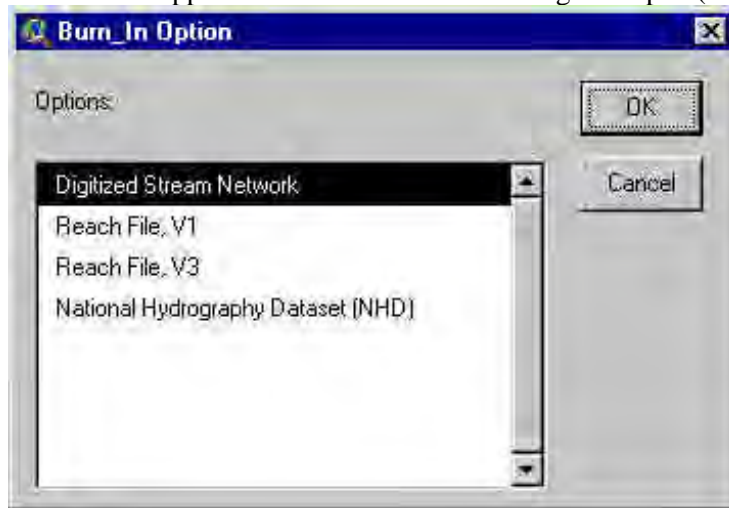 Burn_In Option
Options:
OK
Cancel
Digitized Stream Network
Reach File, V1
Reach File, V3
National Hydrography Dataset (NHD)